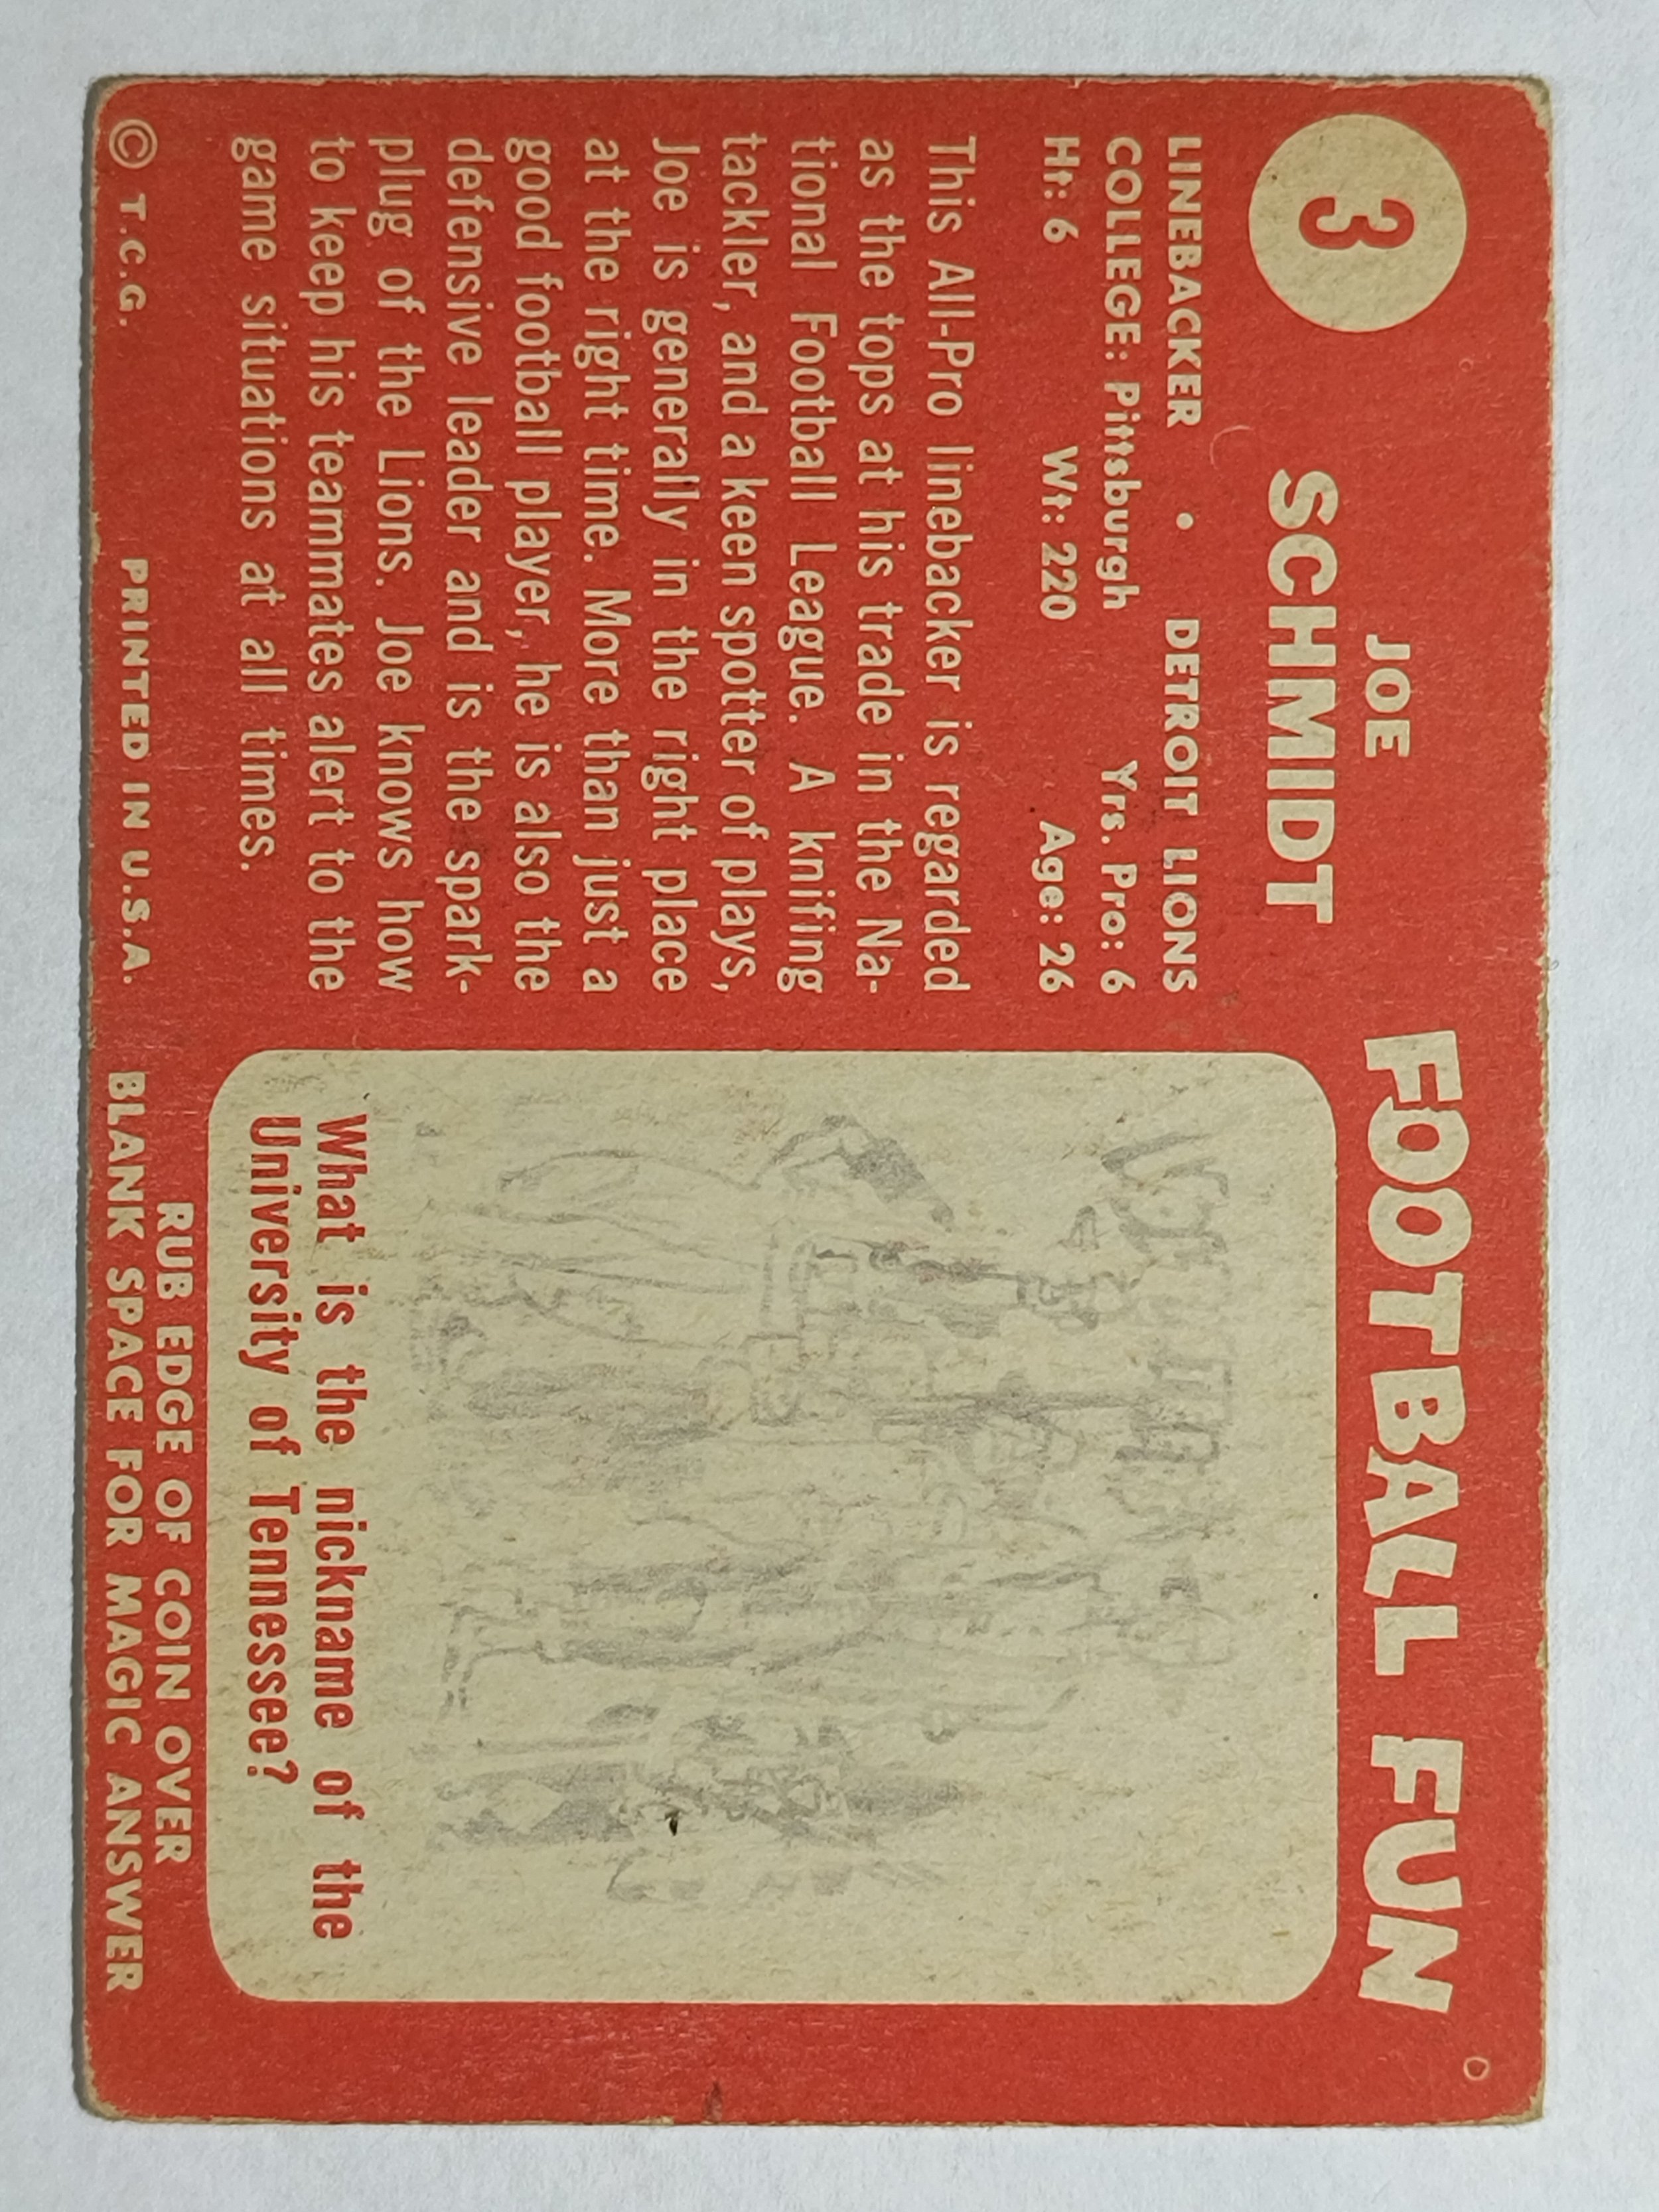 3
JOE
SCHMIDT
LINEBACKER • DETROIT LIONS
COLLEGE: Pittsburgh Yrs. Pro: 6
Ht: 6 Wt: 220 Age: 26
This All-Pro linebacker is regarded
as the tops at his trade in the Na-
tional Football League. A knifing
tackler, and a keen spotter of plays,
Joe is generally in the right place
at the right time. More than just a
good football player, he is also the
defensive leader and is the spark-
plug of the Lions. Joe knows how
to keep his teammates alert to the
game situations at all times.
© T.C.G. PRINTED IN U.S.A.
FOOTBALL FUN
What is the nickname of the
University of Tennessee?
RUB EDGE OF COIN OVER
BLANK SPACE FOR MAGIC ANSWER